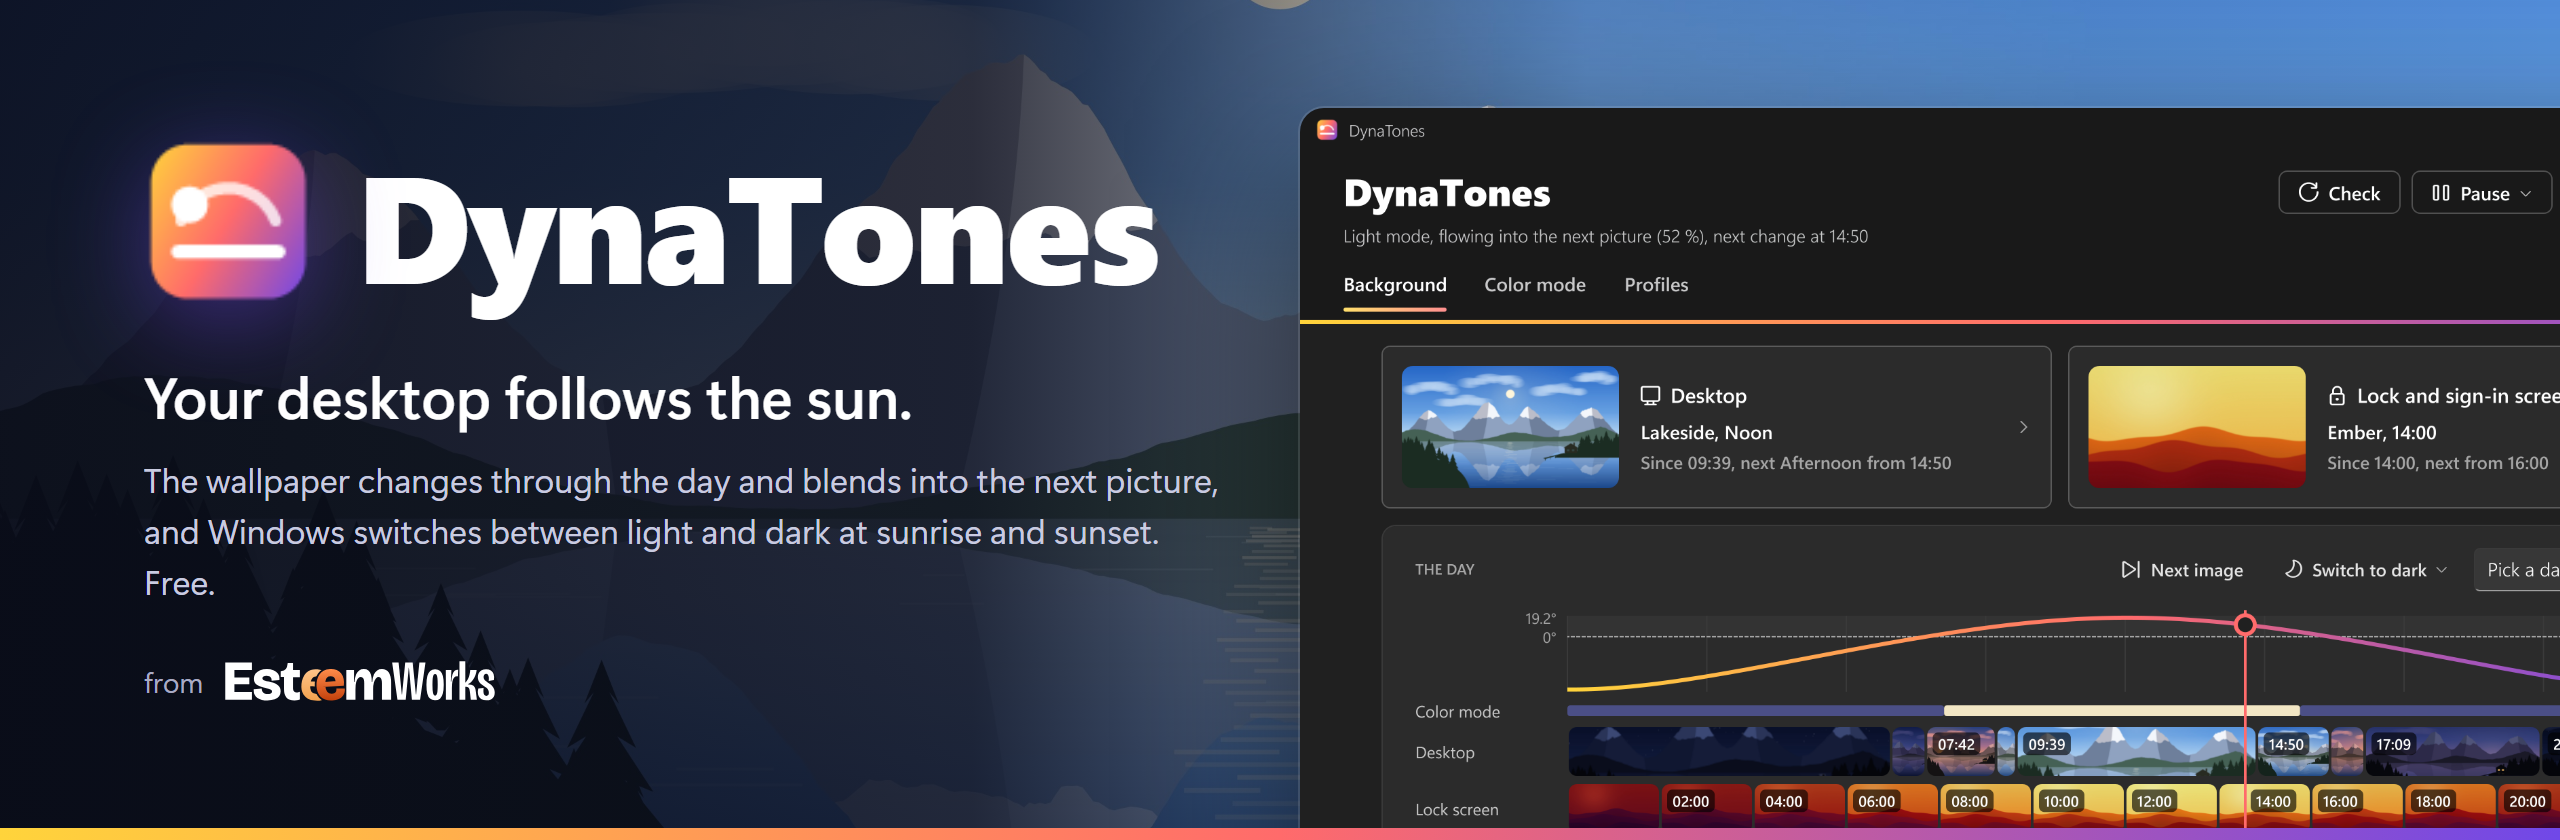 DynaTones
Your desktop follows the sun.
The wallpaper changes through the day and blends into the next picture,
and Windows switches between light and dark at sunrise and sunset.
Free.
from EsteemWorks
DynaTones
DynaTones
Check
Pause
Light mode, flowing into the next picture (52 %), next change at 14:50
Background Color mode Profiles
Desktop
Lakeside, Noon
Since 09:39, next Afternoon from 14:50
Lock and sign-in scree
Ember, 14:00
Since 14:00, next from 16:00
THE DAY
Next image
Switch to dark
Pick a da
19.2°
0°
Color mode
Desktop
07:42 09:39 14:50 17:09 2
Lock screen
02:00 04:00 06:00 08:00 10:00 12:00 14:00 16:00 18:00 20:00